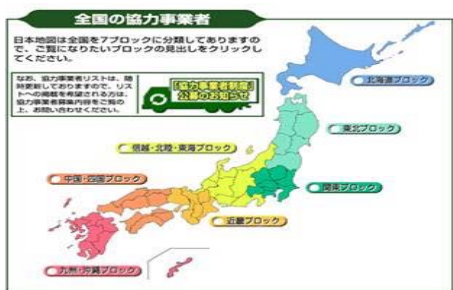 全国の協力事業者
日本地図は全国を7ブロックに分類してありますの
で、ご覧になりたいブロックの見出しをクリックし
てください。
なお、協力事業者リストは、随
時更新しておりますので、リス
トへの掲載を希望される方は、
協力事業者募集内容をご覧の
上、お問い合わせください。
「協力事業者制度」
公募のお知らせ
北海道ブロック
東北ブロック
信越・北陸・東海ブロック
中国・四国ブロック
関東ブロック
近畿ブロック
九州・沖縄ブロック